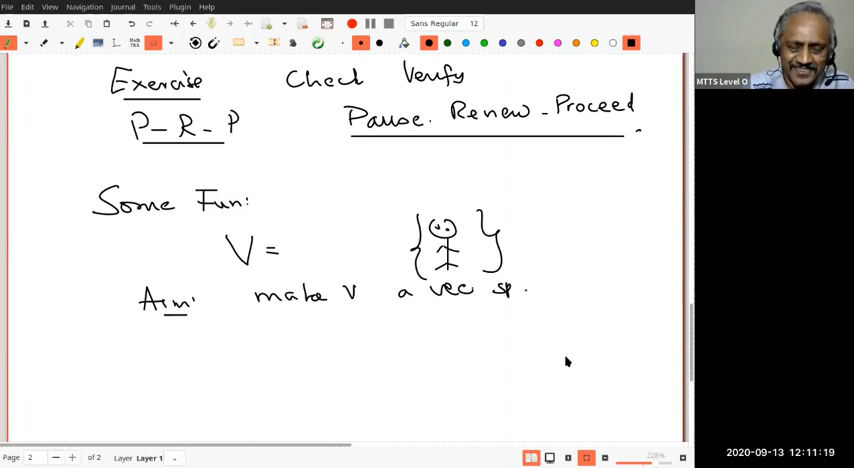 File Edit View Journal Tools Plugin Help
Math TEX
Sans Regular 12
Exercise Check Verify
P-R-P Pause. Renew - Proceed.
Some Fun:
V = { }
Aim: make V a vec sp.
MTTS Level O
Page 2 of 2 Layer Layer 1
228%
2020-09-13 12:11:19